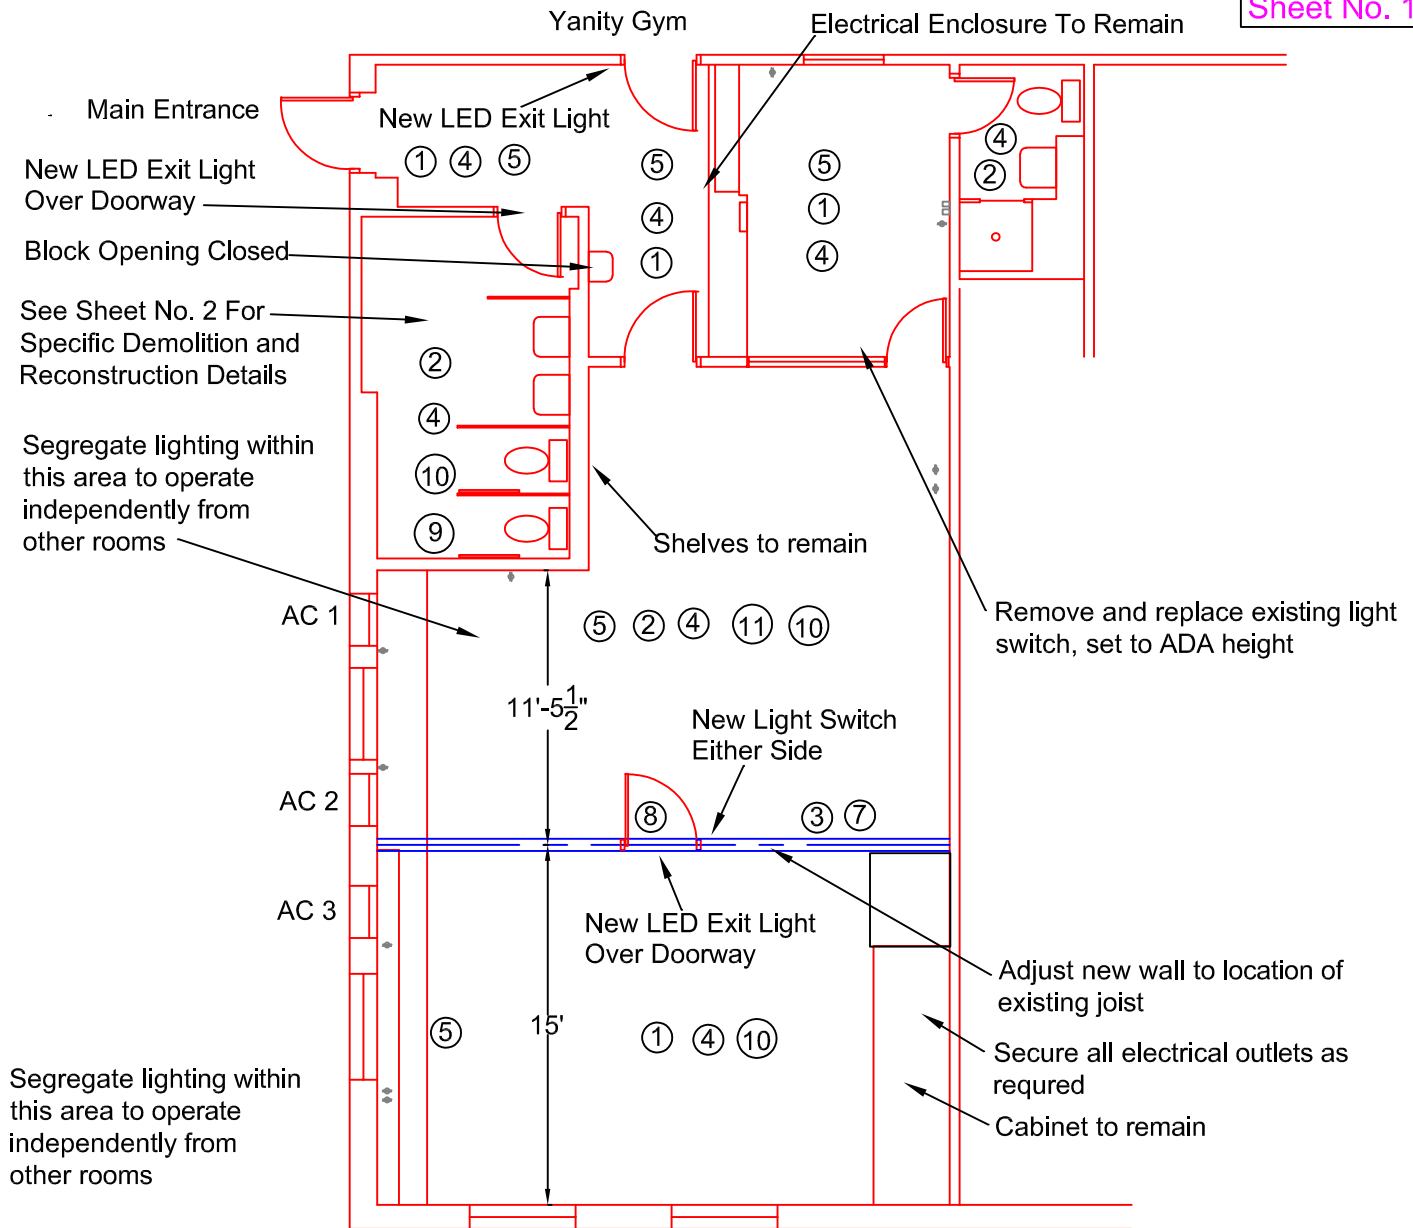 Sheet No. 1
Yanity Gym
Electrical Enclosure To Remain
Main Entrance
New LED Exit Light
1 4 5
New LED Exit Light
Over Doorway
Block Opening Closed
See Sheet No. 2 For
Specific Demolition and
Reconstruction Details
5
4
1
5
1
4
4
2
2
4
10
9
Segregate lighting within
this area to operate
independently from
other rooms
Shelves to remain
AC 1
5 2 4 11 10
Remove and replace existing light
switch, set to ADA height
11'-5 1/2"
New Light Switch
Either Side
AC 2
8
3 7
AC 3
New LED Exit Light
Over Doorway
Adjust new wall to location of
existing joist
5
15'
1 4 10
Secure all electrical outlets as
requred
Cabinet to remain
Segregate lighting within
this area to operate
independently from
other rooms